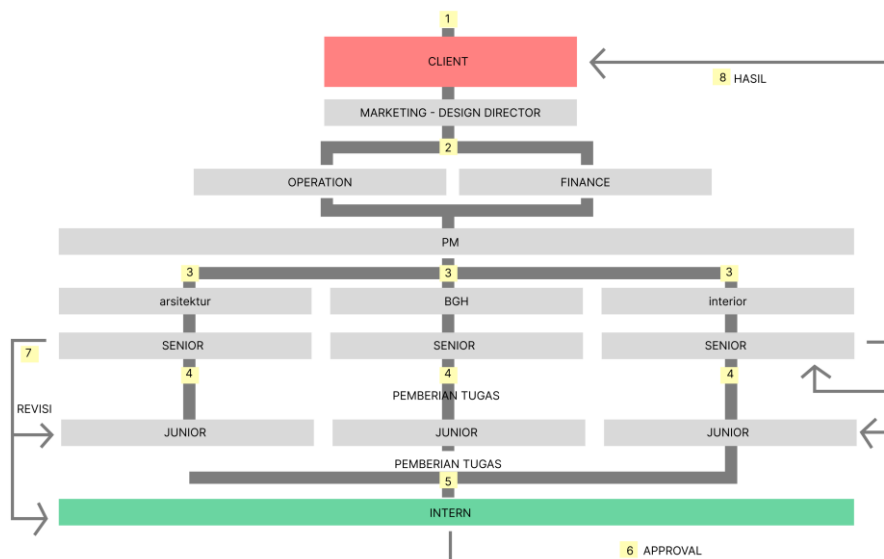 1
CLIENT
8 HASIL
MARKETING - DESIGN DIRECTOR
2
OPERATION
FINANCE
PM
3
3
3
arsitektur
BGH
interior
7
SENIOR
SENIOR
SENIOR
4
4
4
PEMBERIAN TUGAS
REVISI
JUNIOR
JUNIOR
JUNIOR
PEMBERIAN TUGAS
5
INTERN
6 APPROVAL